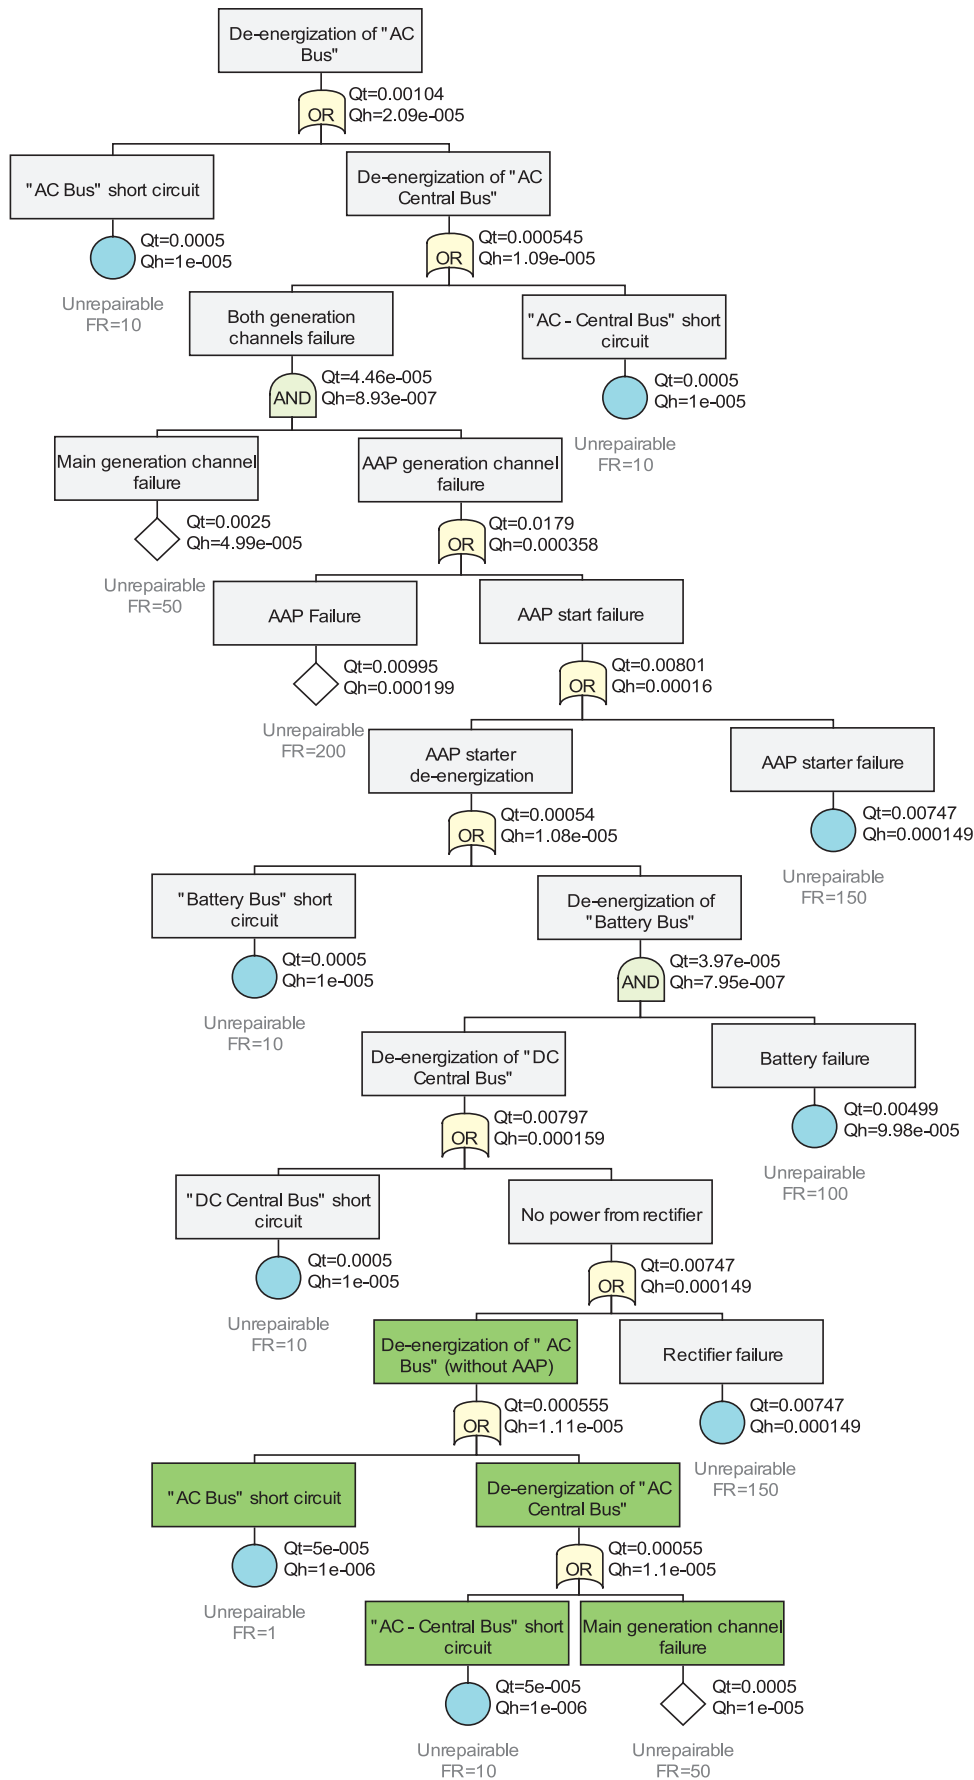 De-energization of "AC
Bus"
Qt=0.00104
Qh=2.09e-005
OR
"AC Bus" short circuit
Qt=0.0005
Qh=1e-005
Unrepairable
FR=10
De-energization of "AC
Central Bus"
Qt=0.000545
Qh=1.09e-005
OR
Both generation
channels failure
Qt=4.46e-005
Qh=8.93e-007
AND
"AC - Central Bus" short
circuit
Qt=0.0005
Qh=1e-005
Unrepairable
FR=10
Main generation channel
failure
Qt=0.0025
Qh=4.99e-005
Unrepairable
FR=50
AAP generation channel
failure
Qt=0.0179
Qh=0.000358
OR
AAP Failure
Qt=0.00995
Qh=0.000199
Unrepairable
FR=200
AAP start failure
Qt=0.00801
Qh=0.00016
OR
AAP starter
de-energization
Qt=0.00054
Qh=1.08e-005
OR
AAP starter failure
Qt=0.00747
Qh=0.000149
Unrepairable
FR=150
"Battery Bus" short
circuit
Qt=0.0005
Qh=1e-005
Unrepairable
FR=10
De-energization of
"Battery Bus"
Qt=3.97e-005
Qh=7.95e-007
AND
De-energization of "DC
Central Bus"
Qt=0.00797
Qh=0.000159
OR
Battery failure
Qt=0.00499
Qh=9.98e-005
Unrepairable
FR=100
"DC Central Bus" short
circuit
Qt=0.0005
Qh=1e-005
Unrepairable
FR=10
No power from rectifier
Qt=0.00747
Qh=0.000149
OR
De-energization of " AC
Bus" (without AAP)
Qt=0.000555
Qh=1.11e-005
OR
Rectifier failure
Qt=0.00747
Qh=0.000149
Unrepairable
FR=150
"AC Bus" short circuit
Qt=5e-005
Qh=1e-006
Unrepairable
FR=1
De-energization of "AC
Central Bus"
Qt=0.00055
Qh=1.1e-005
OR
"AC - Central Bus" short
circuit
Qt=5e-005
Qh=1e-006
Unrepairable
FR=10
Main generation channel
failure
Qt=0.0005
Qh=1e-005
Unrepairable
FR=50